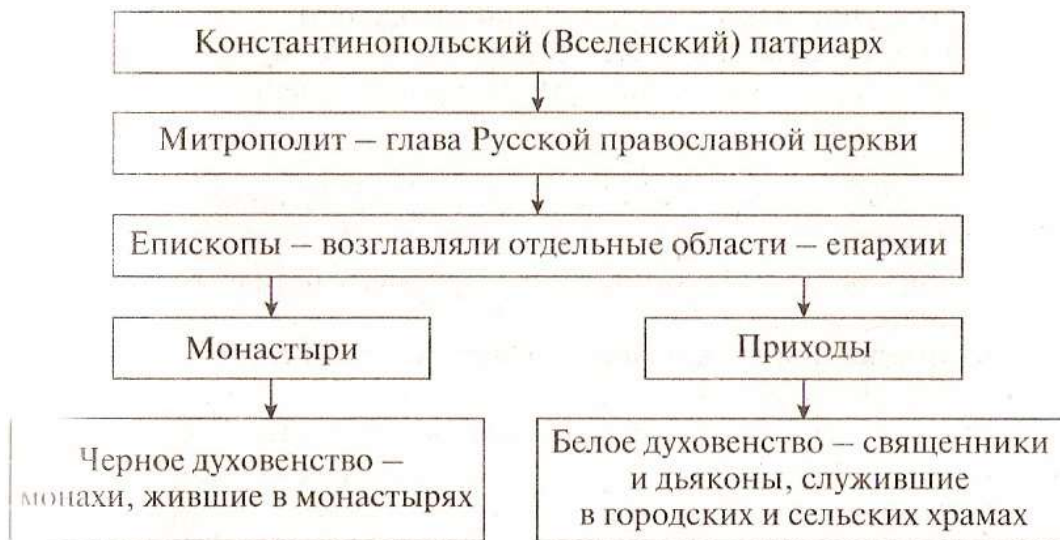 Константинопольский (Вселенский) патриарх
Митрополит – глава Русской православной церкви
Епископы – возглавляли отдельные области – епархии
Монастыри
Приходы
Черное духовенство –
монахи, жившие в монастырях
Белое духовенство – священники
и дьяконы, служившие
в городских и сельских храмах